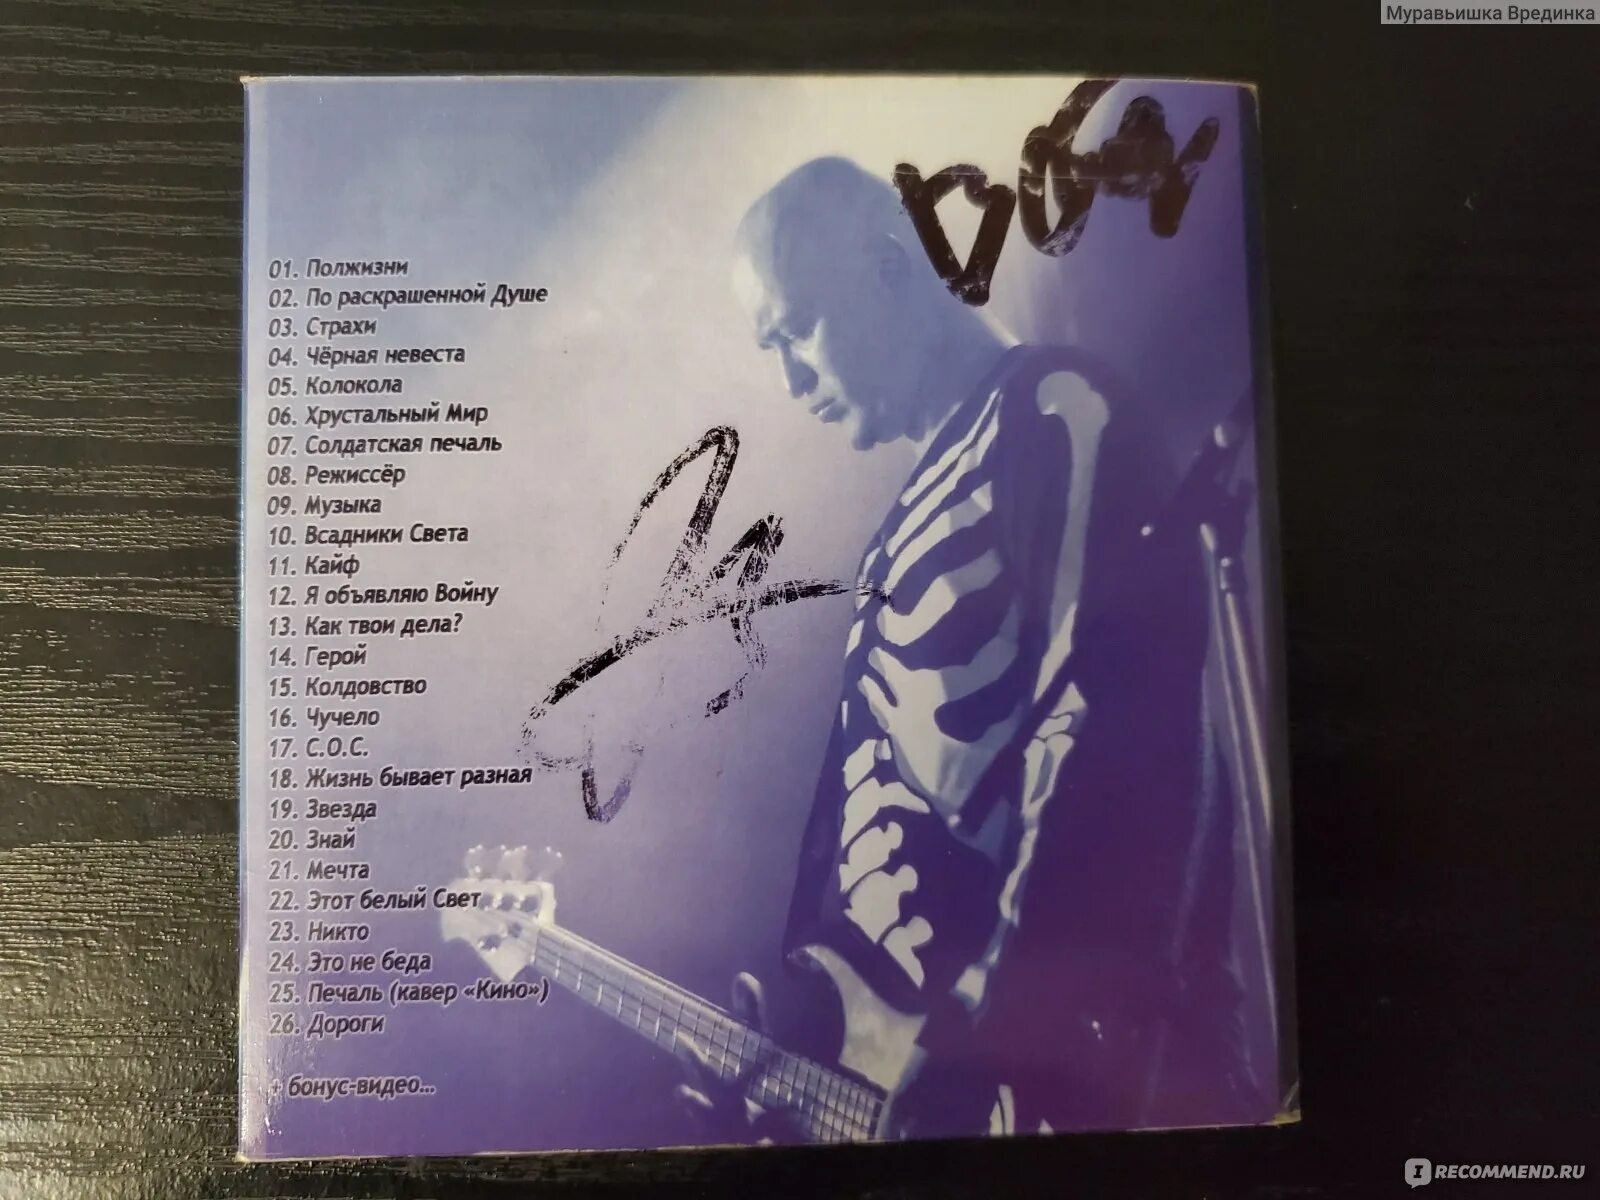 Муравьишка Врединка
01. Полжизни
02. По раскрашенной Душе
03. Страхи
04. Чёрная невеста
05. Колокола
06. Хрустальный Мир
07. Солдатская печаль
08. Режиссёр
09. Музыка
10. Всадники Света
11. Кайф
12. Я объявляю Войну
13. Как твои дела?
14. Герой
15. Колдовство
16. Чучело
17. С.О.С.
18. Жизнь бывает разная
19. Звезда
20. Знай
21. Мечта
22. Этот белый Свет
23. Никто
24. Это не беда
25. Печаль (кавер «Кино»)
26. Дороги
+ бонус-видео...
IRECOMMEND.RU